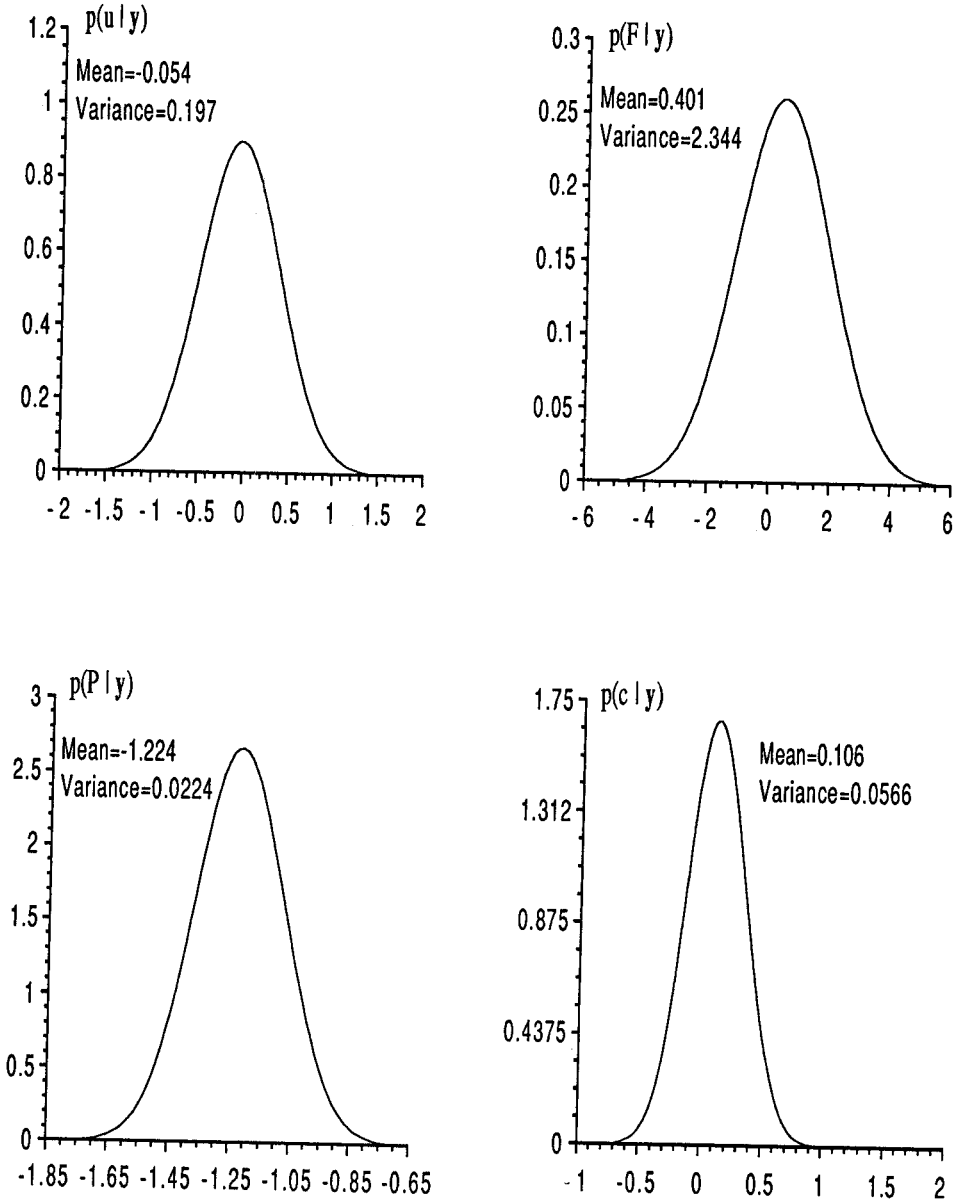 p(u | y)
Mean=-0.054
Variance=0.197
1.2
1
0.8
0.6
0.4
0.2
0
-2 -1.5 -1 -0.5 0 0.5 1 1.5 2
p(F | y)
Mean=0.401
Variance=2.344
0.3
0.25
0.2
0.15
0.1
0.05
0
-6 -4 -2 0 2 4 6
p(P | y)
Mean=-1.224
Variance=0.0224
3
2.5
2
1.5
1
0.5
0
-1.85 -1.65 -1.45 -1.25 -1.05 -0.85 -0.65
p(c | y)
Mean=0.106
Variance=0.0566
1.75
1.312
0.875
0.4375
0
-1 -0.5 0 0.5 1 1.5 2